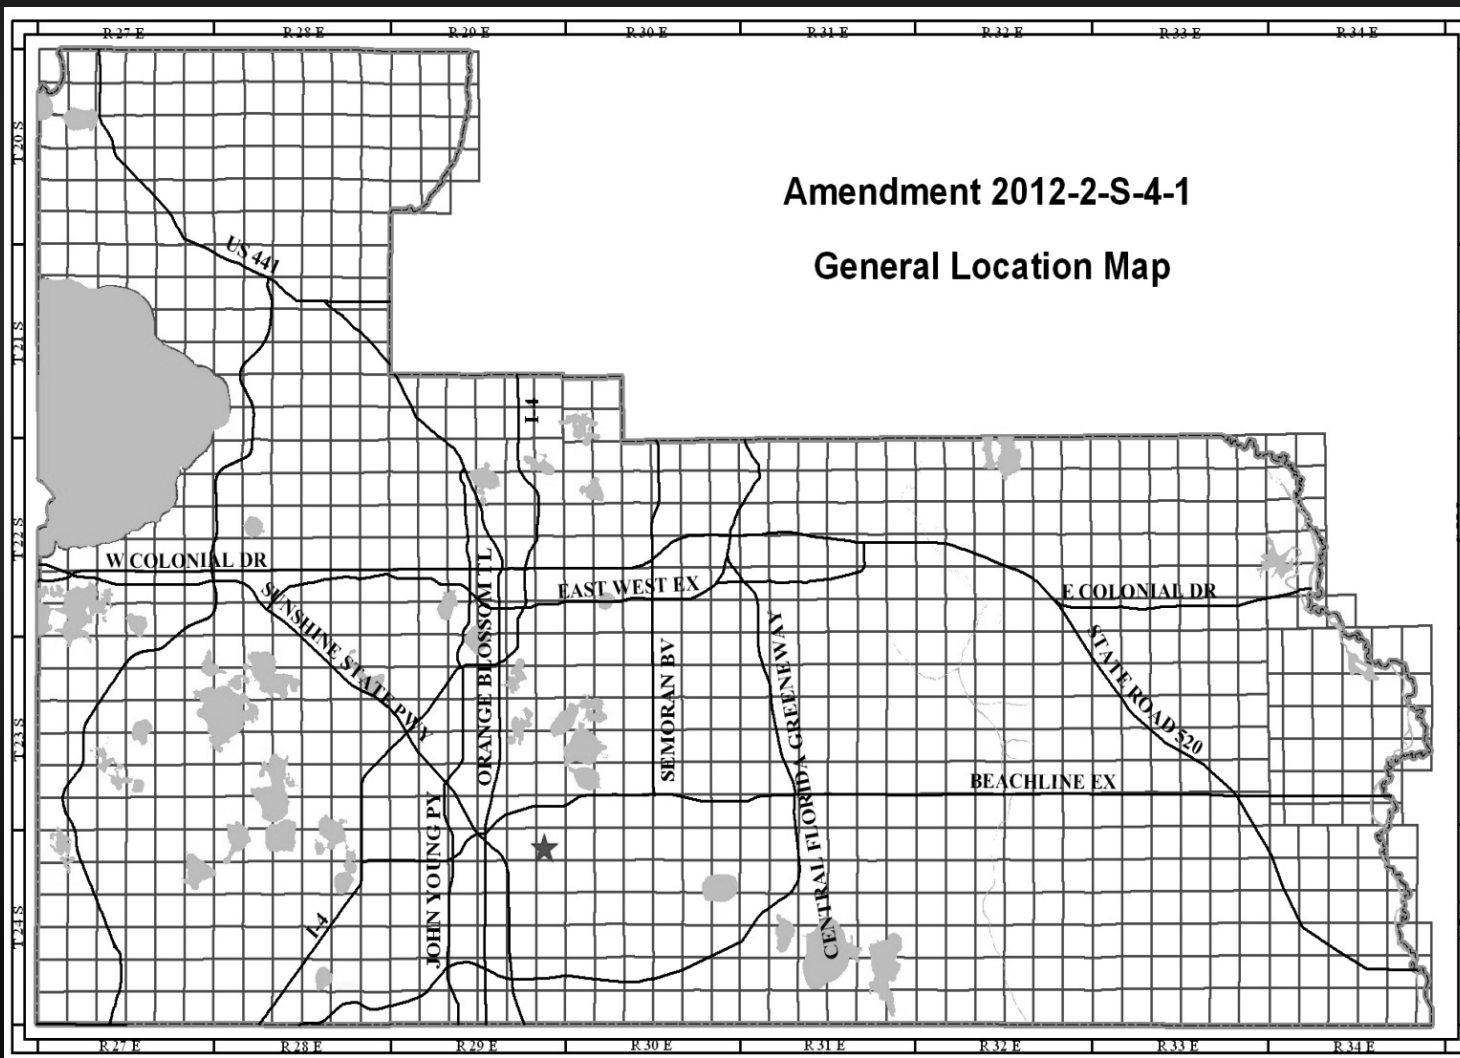 R 27 E
R 28 E
R 29 E
R 30 E
R 31 E
R 32 E
R 33 E
R 34 E
T 20 S
Amendment 2012-2-S-4-1
General Location Map
US 441
T 21 S
I-4
T 22 S
W COLONIAL DR
EAST WEST EX
E COLONIAL DR
SUNSHINE STATE PWY
ORANGE BLOSSOM TL
SEMORAN BV
CENTRAL FLORIDA GREENEWAY
STATE ROAD 520
T 23 S
BEACHLINE EX
JOHN YOUNG PY
T 24 S
I-4
R 27 E
R 28 E
R 29 E
R 30 E
R 31 E
R 32 E
R 33 E
R 34 E